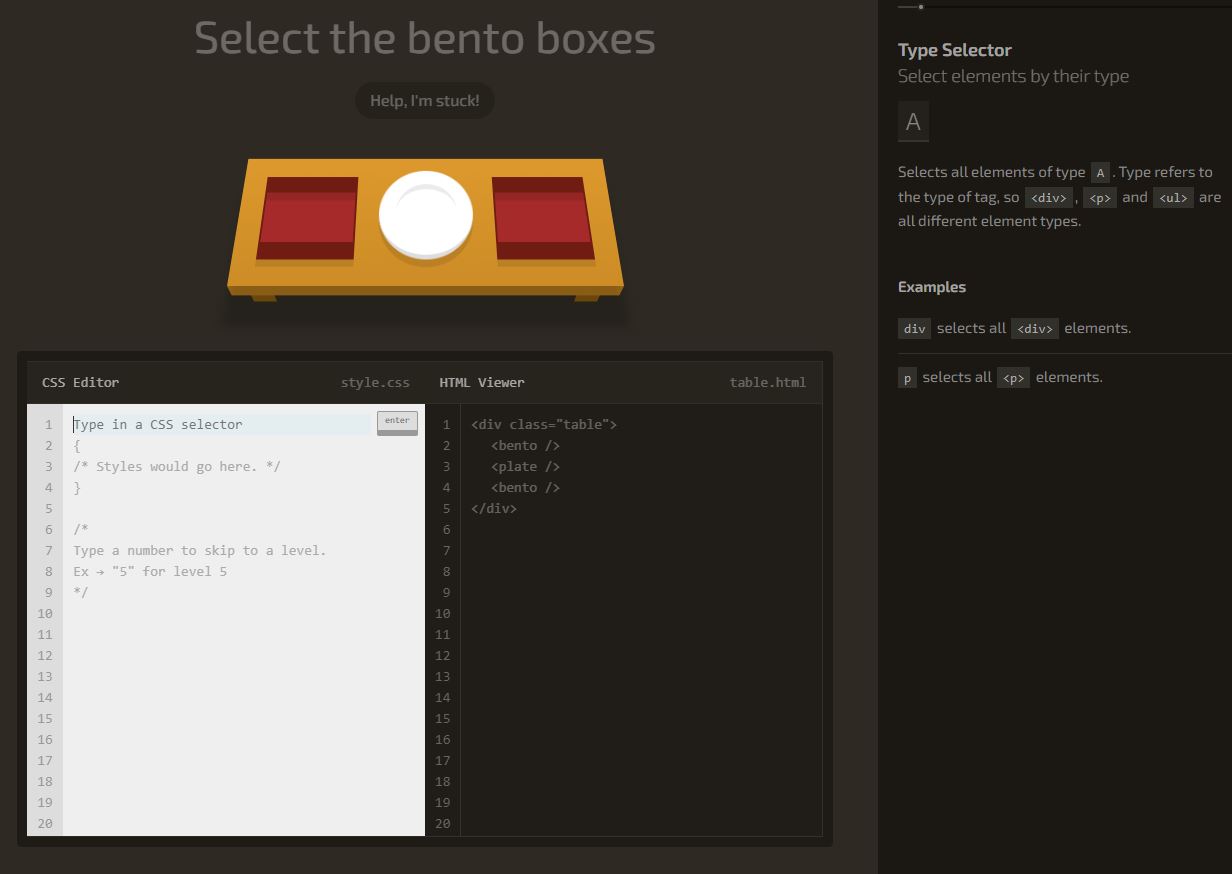 Select the bento boxes
Help, I'm stuck!
CSS Editor
style.css
1 Type in a CSS selector
enter
2 {
3 /* Styles would go here. */
4 }
5
6 /*
7 Type a number to skip to a level.
8 Ex → "5" for level 5
9 */
10
11
12
13
14
15
16
17
18
19
20
HTML Viewer
table.html
1 <div class="table">
2 <bento />
3 <plate />
4 <bento />
5 </div>
6
7
8
9
10
11
12
13
14
15
16
17
18
19
20
Type Selector
Select elements by their type
A
Selects all elements of type A . Type refers to
the type of tag, so <div> , <p> and <ul> are
all different element types.
Examples
div selects all <div> elements.
p selects all <p> elements.